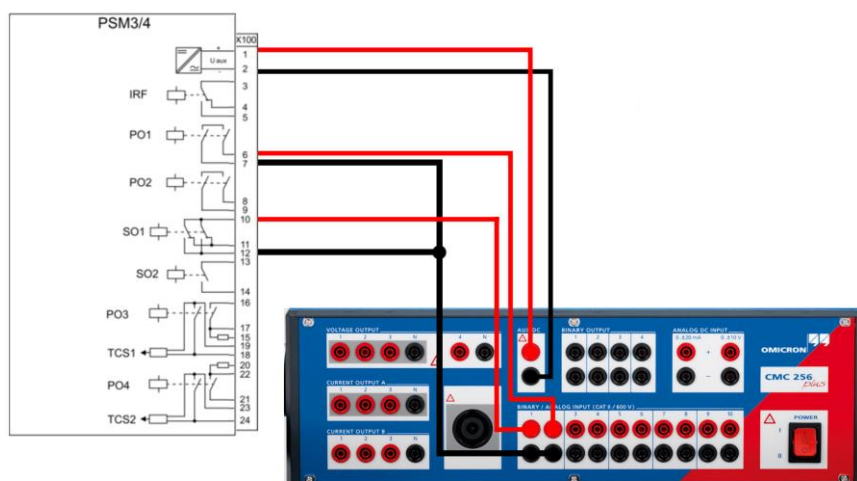 PSM3/4
X100
+
U aux
-
1
2
IRF
3
4
5
PO1
6
7
PO2
8
9
10
SO1
11
12
13
SO2
14
PO3
16
17
15
19
TCS1
18
20
22
PO4
21
23
TCS2
24
VOLTAGE OUTPUT
1 2 3 N 4 N
AUX DC
BINARY OUTPUT
1 2 3 4
ANALOG DC INPUT
0..±20 mA 0..±10 V
+
−
OMICRON
CMC 256
plus
CURRENT OUTPUT A
1 2 3 N
CURRENT OUTPUT B
1 2 3 N
BINARY / ANALOG INPUT (CAT II / 600 V)
1 3 4 5 6 7 8 9 10
POWER
I
0